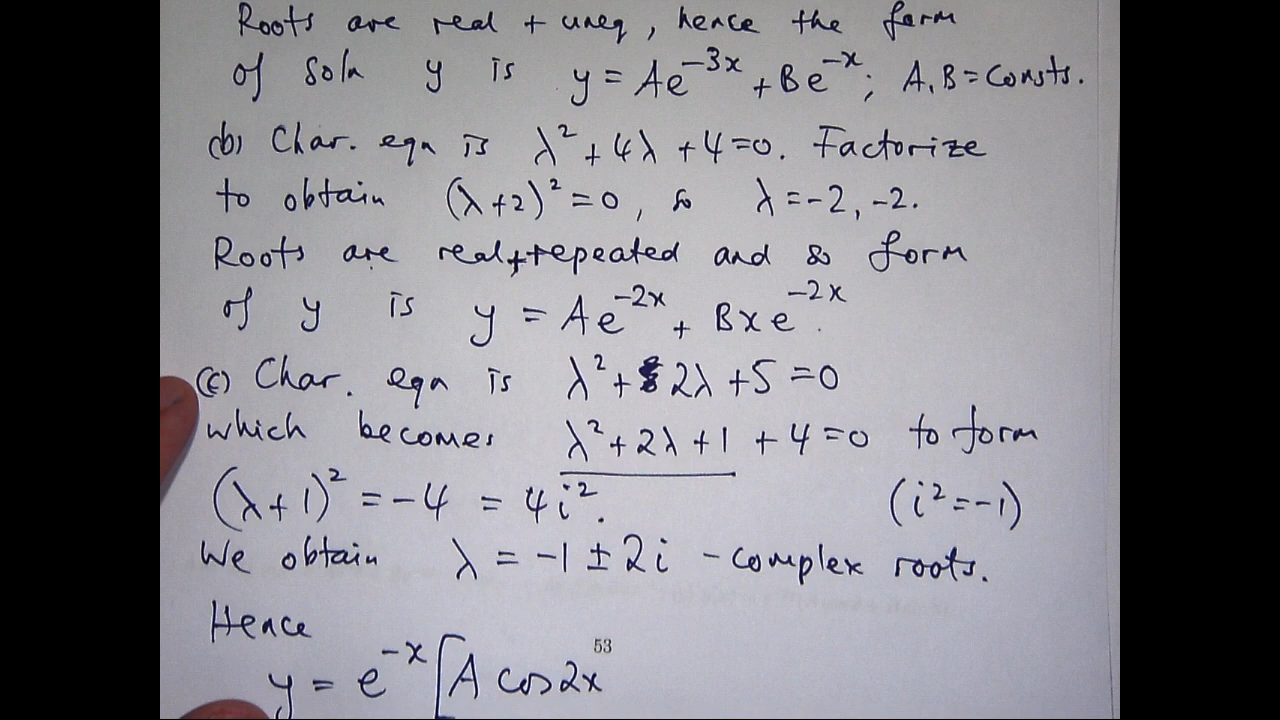 Roots are real + uneq, hence the form
of soln y is y = Ae^{-3x} + Be^{-x}; A, B = consts.
(b) Char. eqn is λ² + 4λ + 4 = 0. Factorize
to obtain (λ+2)² = 0, so λ = -2, -2.
Roots are real + repeated and so form
of y is y = Ae^{-2x} + Bxe^{-2x}.
(c) Char. eqn is λ² + 2λ + 5 = 0
which becomes λ² + 2λ + 1 + 4 = 0 to form
(λ+1)² = -4 = 4i². (i² = -1)
We obtain λ = -1 ± 2i - complex roots.
Hence
53
y = e^{-x} [A cos 2x